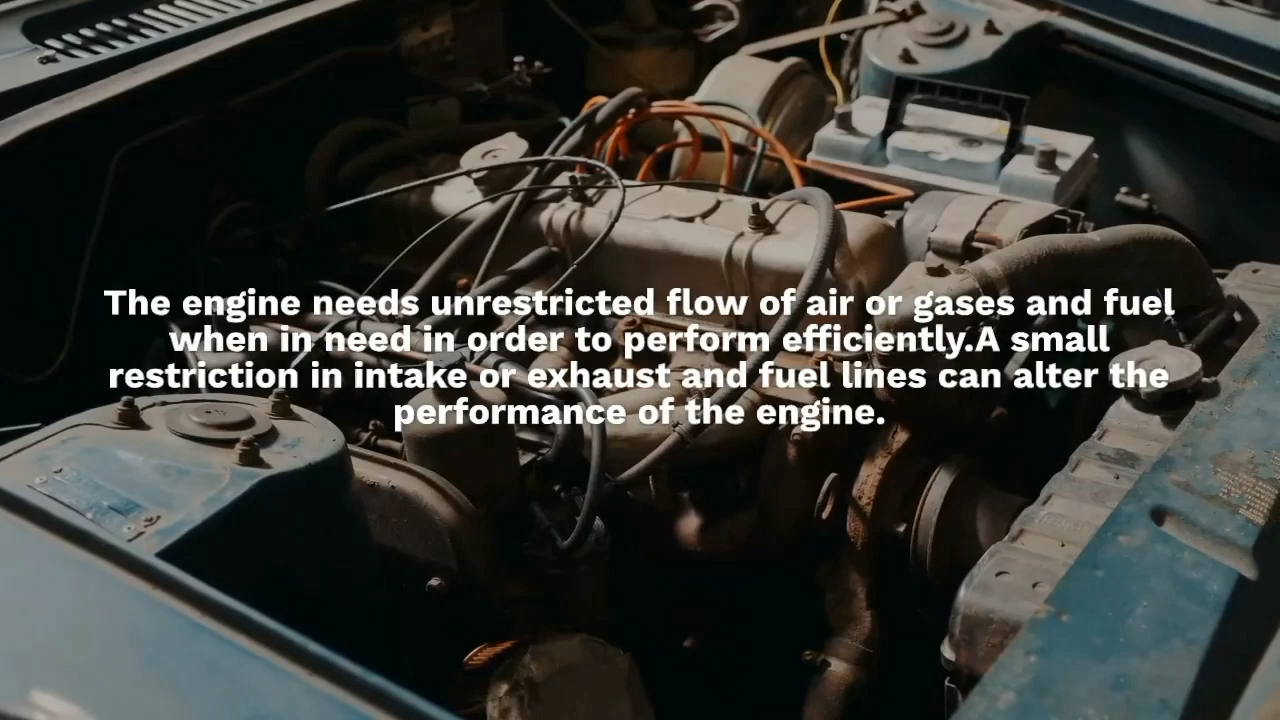 The engine needs unrestricted flow of air or gases and fuel
when in need in order to perform efficiently.A small
restriction in intake or exhaust and fuel lines can alter the
performance of the engine.